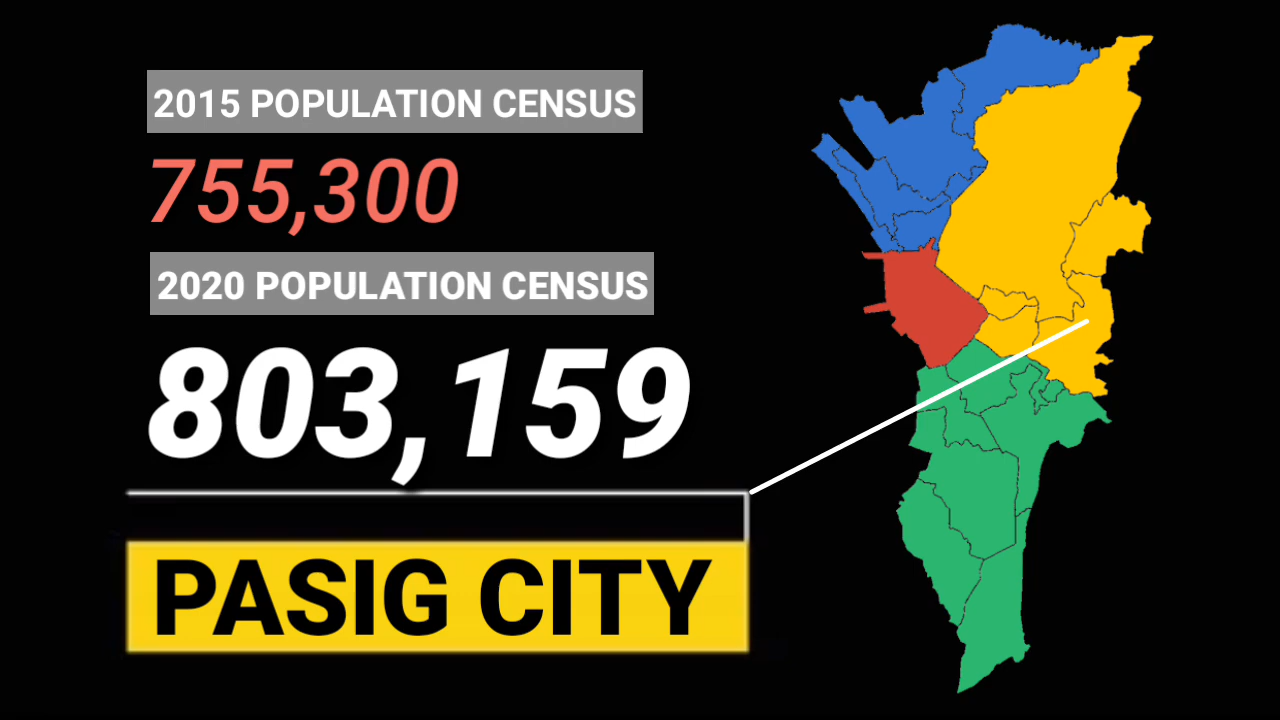 2015 POPULATION CENSUS
755,300
2020 POPULATION CENSUS
803,159
PASIG CITY